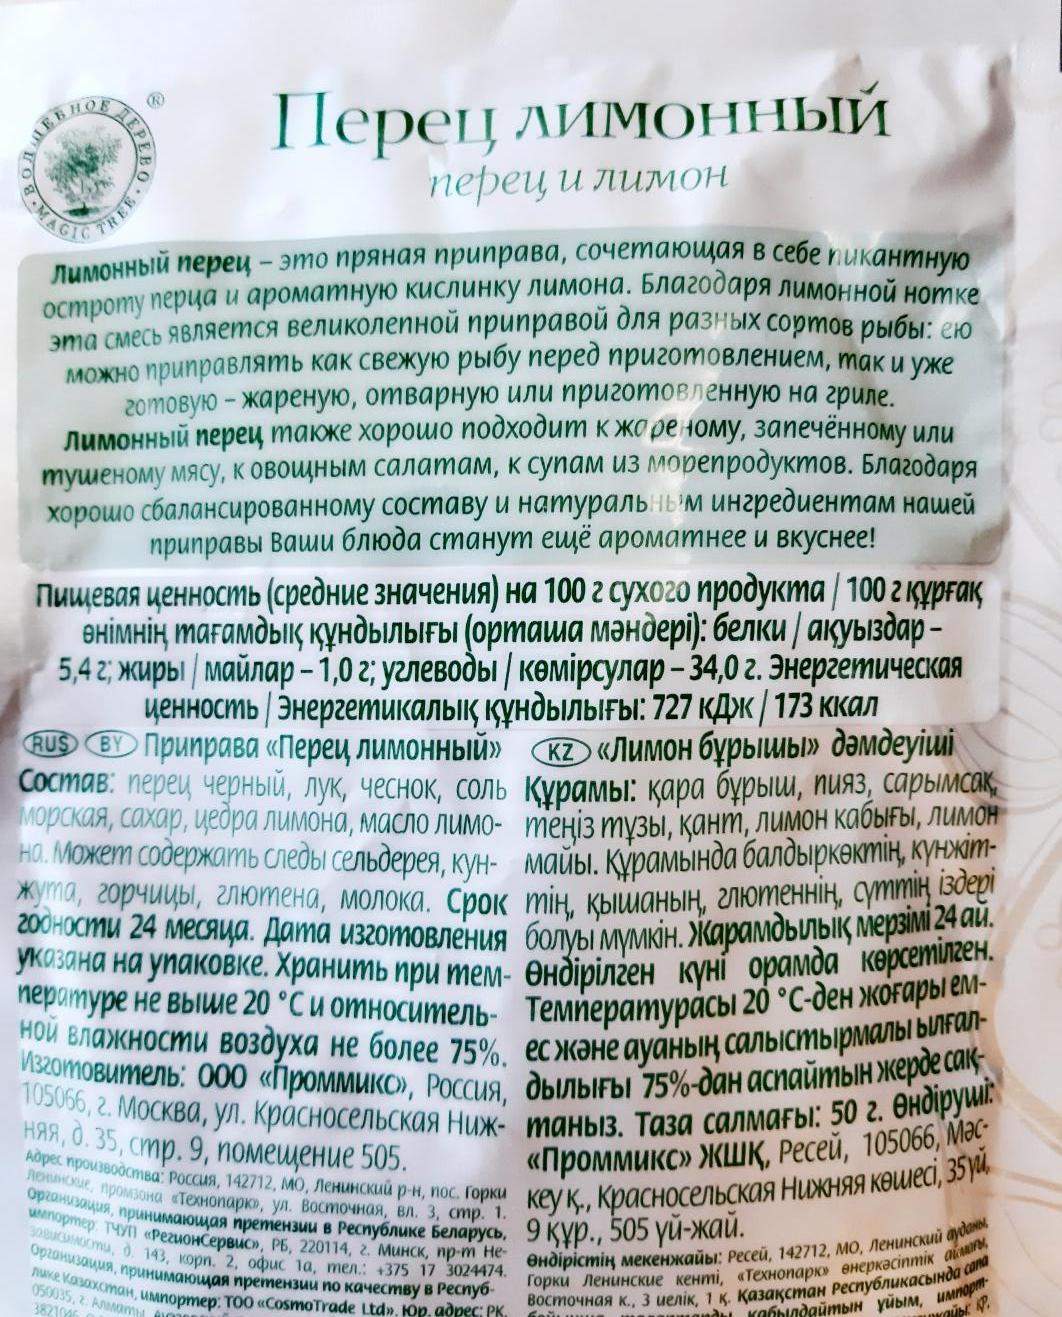 ВОЛШЕБНОЕ ДЕРЕВО
• MAGIC TREE •
®
Перец лимонный
перец и лимон
Лимонный перец – это пряная приправа, сочетающая в себе пикантную
остроту перца и ароматную кислинку лимона. Благодаря лимонной нотке
эта смесь является великолепной приправой для разных сортов рыбы: ею
можно приправлять как свежую рыбу перед приготовлением, так и уже
готовую – жареную, отварную или приготовленную на гриле.
Лимонный перец также хорошо подходит к жареному, запечённому или
тушеному мясу, к овощным салатам, к супам из морепродуктов. Благодаря
хорошо сбалансированному составу и натуральным ингредиентам нашей
приправы Ваши блюда станут ещё ароматнее и вкуснее!
Пищевая ценность (средние значения) на 100 г сухого продукта / 100 г құрғақ
өнімнің тағамдық құндылығы (орташа мәндері): белки / ақуыздар –
5,4 г; жиры / майлар – 1,0 г; углеводы / көмірсулар – 34,0 г. Энергетическая
ценность / Энергетикалық құндылығы: 727 кДж / 173 ккал
RUS BY Приправа «Перец лимонный»
Состав: перец черный, лук, чеснок, соль
морская, сахар, цедра лимона, масло лимо-
на. Может содержать следы сельдерея, кун-
жута, горчицы, глютена, молока. Срок
годности 24 месяца. Дата изготовления
указана на упаковке. Хранить при тем-
пературе не выше 20 °С и относитель-
ной влажности воздуха не более 75%.
Изготовитель: ООО «Проммикс», Россия,
105066, г. Москва, ул. Красносельская Ниж-
няя, д. 35, стр. 9, помещение 505.
Адрес производства: Россия, 142712, МО, Ленинский р-н, пос. Горки
Ленинские, промзона «Технопарк», ул. Восточная, вл. 3, стр. 1.
Организация, принимающая претензии в Республике Беларусь,
импортер: ТЧУП «РегионСервис», РБ, 220114, г. Минск, пр-т Не-
зависимости, д. 143, корп. 2, офис 1а, тел.: +375 17 3024474.
Организация, принимающая претензии по качеству в Респуб-
лике Казахстан, импортер: ТОО «CosmoTrade Ltd». Юр. адрес: РК,
050035, г. Алматы
KZ «Лимон бұрышы» дәмдеуіші
Құрамы: қара бұрыш, пияз, сарымсақ,
теңіз тұзы, қант, лимон қабығы, лимон
майы. Құрамында балдыркөктің, күнжіт-
тің, қышаның, глютеннің, сүттің іздері
болуы мүмкін. Жарамдылық мерзімі 24 ай.
Өндірілген күні орамда көрсетілген.
Температурасы 20 °С-ден жоғары ем-
ес және ауаның салыстырмалы ылғал-
дылығы 75%-дан аспайтын жерде сақ-
таныз. Таза салмағы: 50 г. Өндіруші:
«Проммикс» ЖШҚ, Ресей, 105066, Мәс-
кеу қ., Красносельская Нижняя көшесі, 35 үй,
9 құр., 505 үй-жай.
Өндірістің мекенжайы: Ресей, 142712, МО, Ленинский ауданы,
Горки Ленинские кенті, «Технопарк» өнеркәсіптік аймағы,
Восточная к., 3 иелік, 1 қ. Қазақстан Республикасында сапа
қабылдайтын ұйым, импорт-